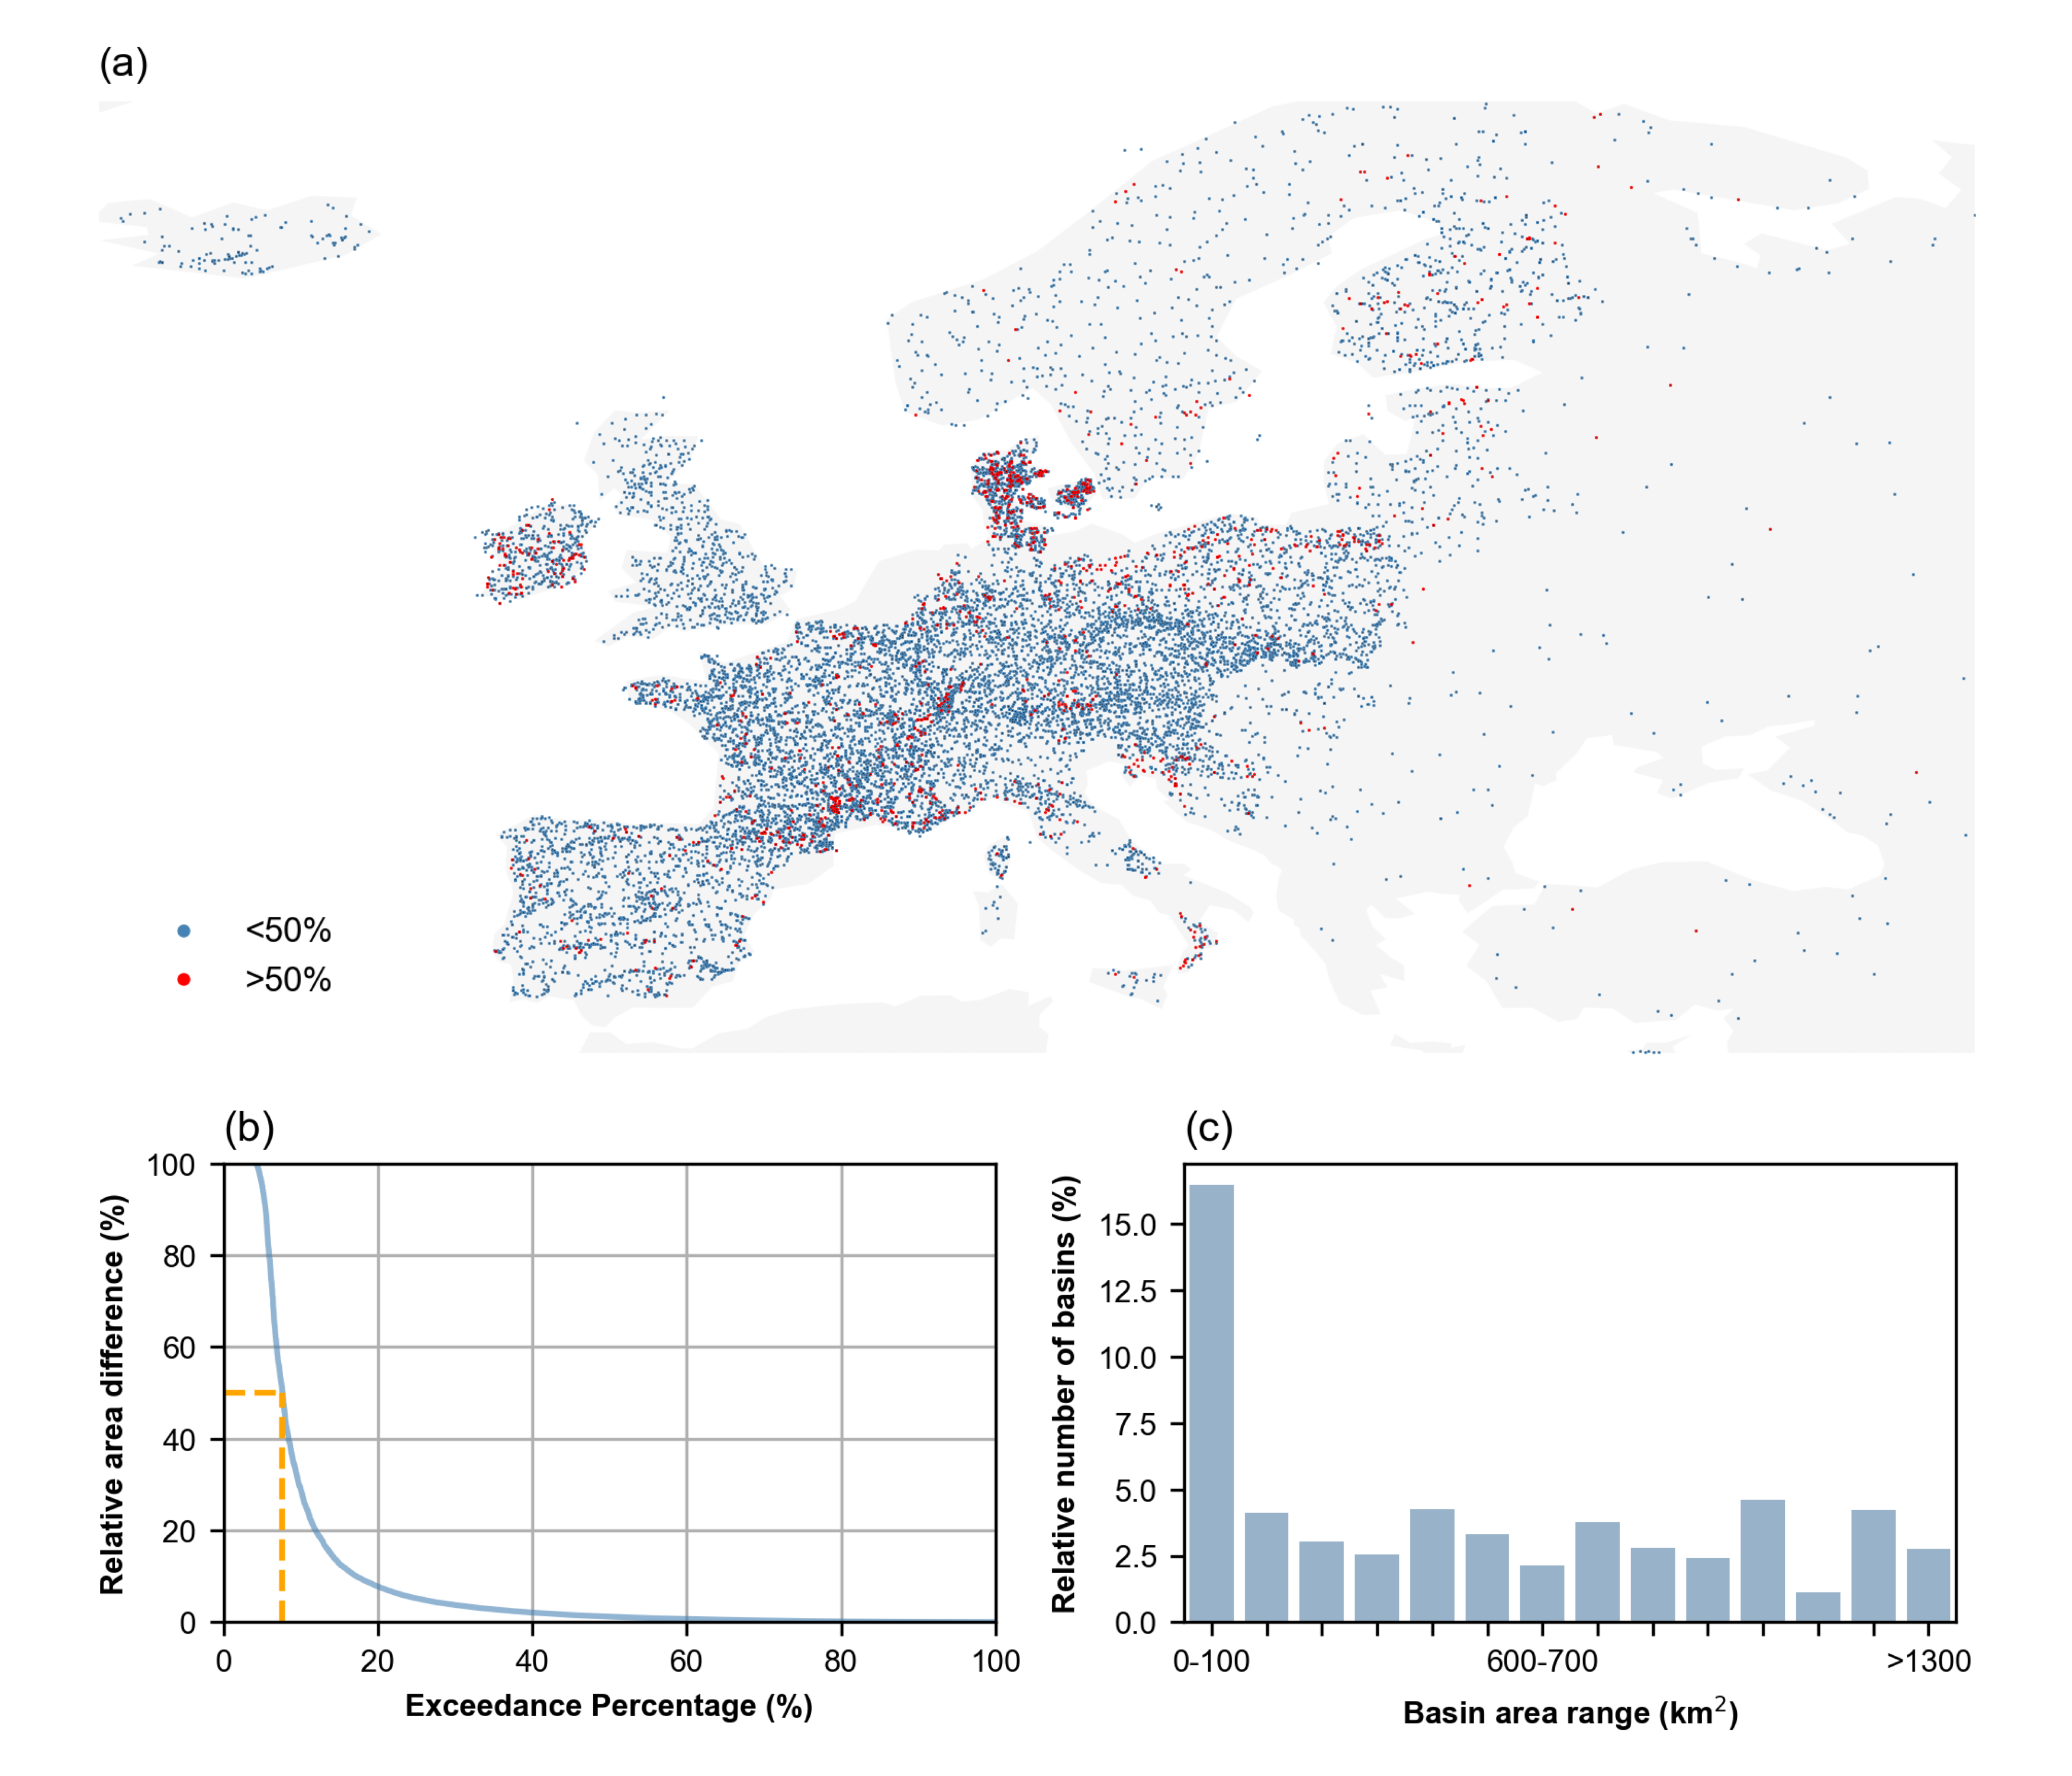 (a)
<50%
>50%
(b)
100
80
60
40
20
0
Relative area difference (%)
0 20 40 60 80 100
Exceedance Percentage (%)
(c)
15.0
12.5
10.0
7.5
5.0
2.5
0.0
Relative number of basins (%)
0-100 600-700 >1300
Basin area range (km²)